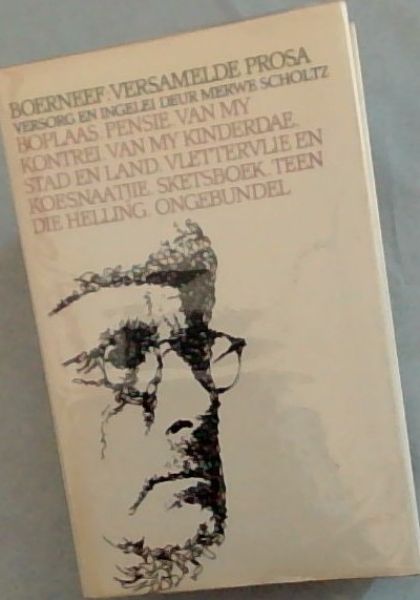 BOERNEEF. VERSAMELDE PROSA
VERSORG EN INGELEI DEUR MERWE SCHOLTZ
BOPLAAS. PENSIE VAN MY
KONTREI VAN MY KINDERDAE.
STAD EN LAND. VLETTERVLIE EN
KOESNAATJIE. SKETSBOEK. TEEN
DIE HELLING. ONGEBUNDEL